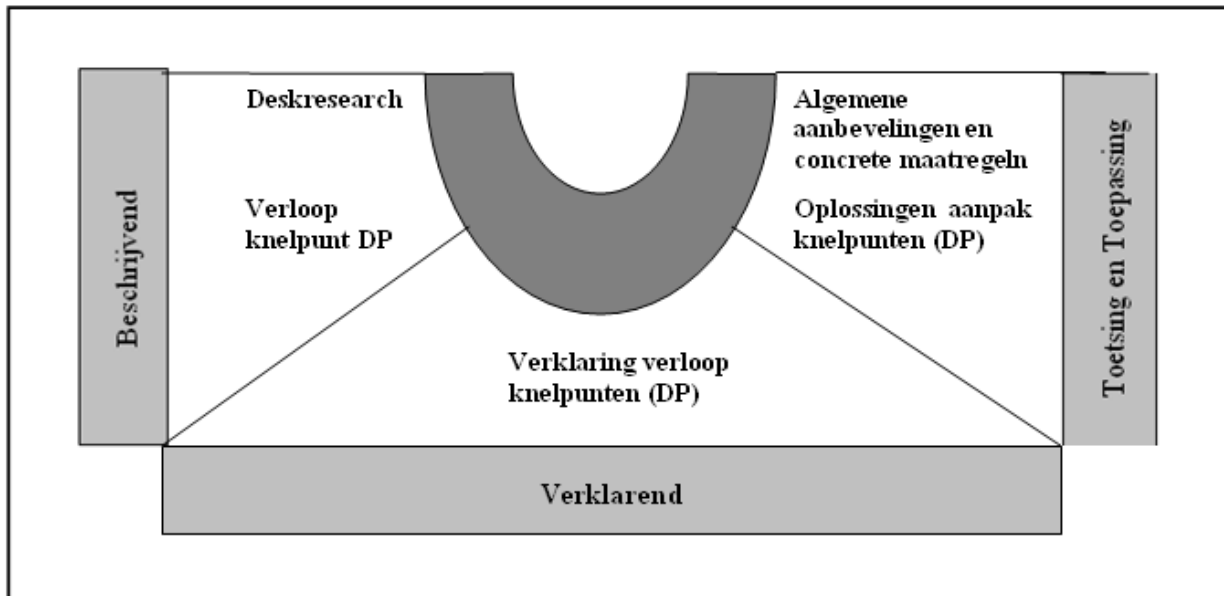 Beschrijvend
Deskresearch
Verloop
knelpunt DP
Verklaring verloop
knelpunten (DP)
Verklarend
Algemene
aanbevelingen en
concrete maatregeln
Oplossingen aanpak
knelpunten (DP)
Toetsing en Toepassing